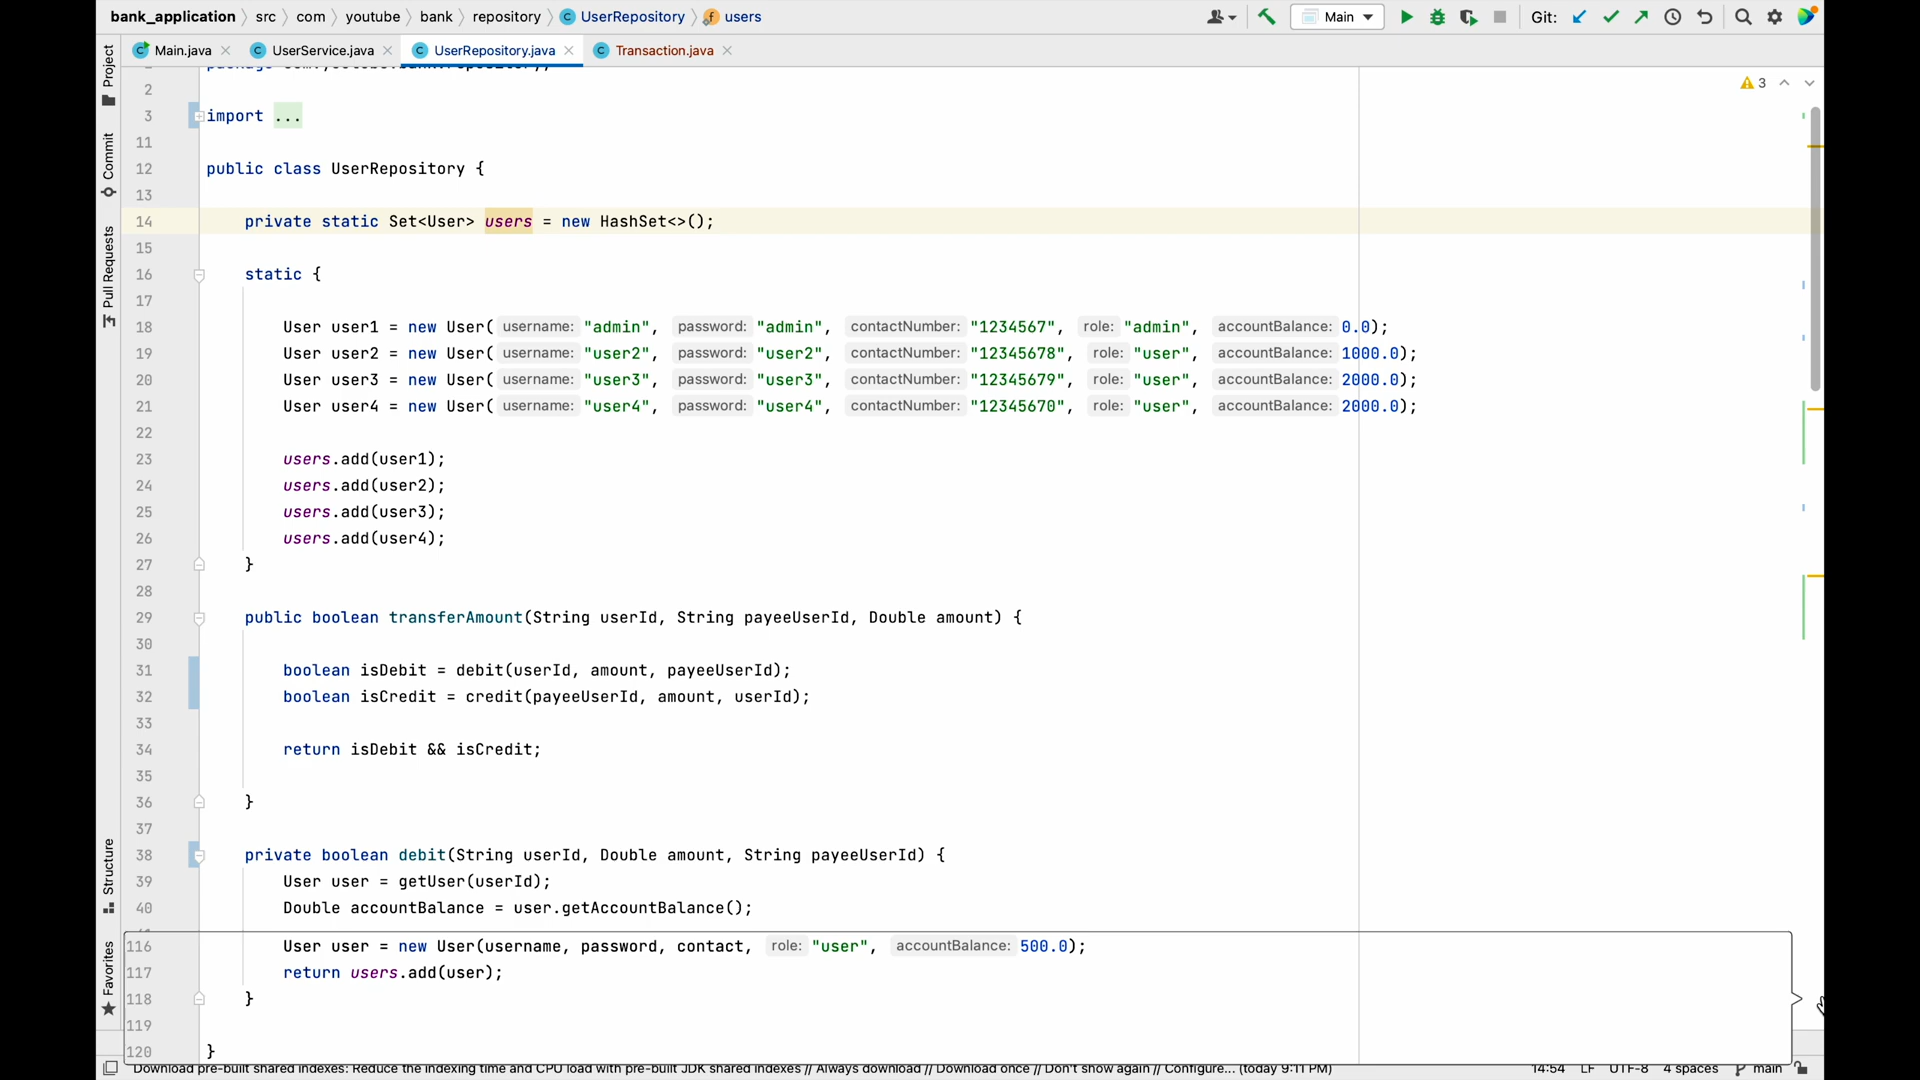 bank_application src com youtube bank repository UserRepository users Main Git:
Main.java UserService.java UserRepository.java Transaction.java
Project
Commit
Pull Requests
Structure
Favorites
3
2
3 import ...
11
12 public class UserRepository {
13
14 private static Set<User> users = new HashSet<>();
15
16 static {
17
18 User user1 = new User( username: "admin", password: "admin", contactNumber: "1234567", role: "admin", accountBalance: 0.0);
19 User user2 = new User( username: "user2", password: "user2", contactNumber: "12345678", role: "user", accountBalance: 1000.0);
20 User user3 = new User( username: "user3", password: "user3", contactNumber: "12345679", role: "user", accountBalance: 2000.0);
21 User user4 = new User( username: "user4", password: "user4", contactNumber: "12345670", role: "user", accountBalance: 2000.0);
22
23 users.add(user1);
24 users.add(user2);
25 users.add(user3);
26 users.add(user4);
27 }
28
29 public boolean transferAmount(String userId, String payeeUserId, Double amount) {
30
31 boolean isDebit = debit(userId, amount, payeeUserId);
32 boolean isCredit = credit(payeeUserId, amount, userId);
33
34 return isDebit && isCredit;
35
36 }
37
38 private boolean debit(String userId, Double amount, String payeeUserId) {
39 User user = getUser(userId);
40 Double accountBalance = user.getAccountBalance();
116 User user = new User(username, password, contact, role: "user", accountBalance: 500.0);
117 return users.add(user);
118 }
119
120 }
Download pre-built shared indexes: Reduce the indexing time and CPU load with pre-built JDK shared indexes // Always download // Download once // Don't show again // Configure... (today 9:11 PM) 14:54 LF UTF-8 4 spaces main